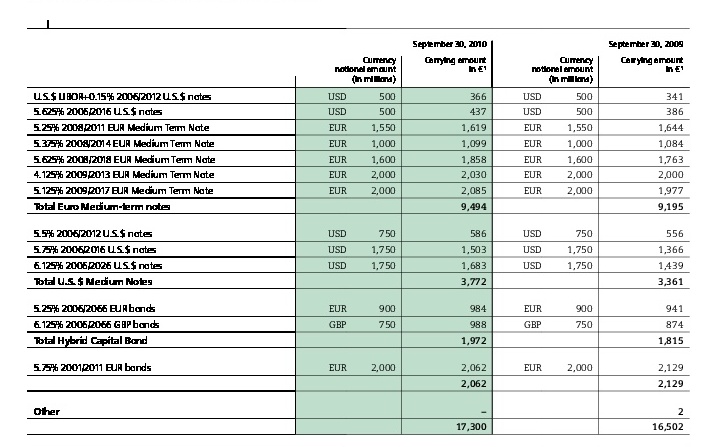 September 30, 2010 September 30, 2009
Currency notional amount (in millions) Carrying amount in €¹ Currency notional amount (in millions) Carrying amount in €¹
U.S.$ LIBOR+0.15% 2006/2012 U.S.$ notes USD 500 366 USD 500 341
5.625% 2006/2016 U.S.$ notes USD 500 437 USD 500 386
5.25% 2008/2011 EUR Medium Term Note EUR 1,550 1,619 EUR 1,550 1,644
5.375% 2008/2014 EUR Medium Term Note EUR 1,000 1,099 EUR 1,000 1,084
5.625% 2008/2018 EUR Medium Term Note EUR 1,600 1,858 EUR 1,600 1,763
4.125% 2009/2013 EUR Medium Term Note EUR 2,000 2,030 EUR 2,000 2,000
5.125% 2009/2017 EUR Medium Term Note EUR 2,000 2,085 EUR 2,000 1,977
Total Euro Medium-term notes 9,494 9,195
5.5% 2006/2012 U.S.$ notes USD 750 586 USD 750 556
5.75% 2006/2016 U.S.$ notes USD 1,750 1,503 USD 1,750 1,366
6.125% 2006/2026 U.S.$ notes USD 1,750 1,683 USD 1,750 1,439
Total U.S. $ Medium Notes 3,772 3,361
5.25% 2006/2066 EUR bonds EUR 900 984 EUR 900 941
6.125% 2006/2066 GBP bonds GBP 750 988 GBP 750 874
Total Hybrid Capital Bond 1,972 1,815
5.75% 2001/2011 EUR bonds EUR 2,000 2,062 EUR 2,000 2,129
2,062 2,129
Other – 2
17,300 16,502